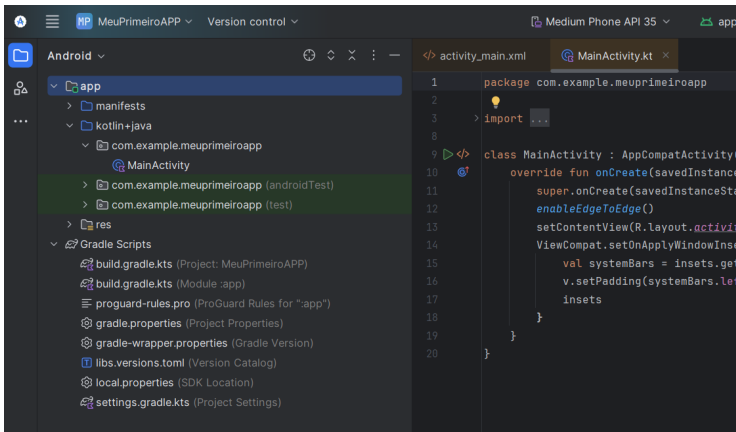 MP MeuPrimeiroAPP Version control Medium Phone API 35 app
Android
app
manifests
kotlin+java
com.example.meuprimeiroapp
MainActivity
com.example.meuprimeiroapp (androidTest)
com.example.meuprimeiroapp (test)
res
Gradle Scripts
build.gradle.kts (Project: MeuPrimeiroAPP)
build.gradle.kts (Module :app)
proguard-rules.pro (ProGuard Rules for ":app")
gradle.properties (Project Properties)
gradle-wrapper.properties (Gradle Version)
libs.versions.toml (Version Catalog)
local.properties (SDK Location)
settings.gradle.kts (Project Settings)
activity_main.xml MainActivity.kt
1 package com.example.meuprimeiroapp
2
3 import ...
8
9 class MainActivity : AppCompatActivity(
10 override fun onCreate(savedInstance
11 super.onCreate(savedInstanceSta
12 enableEdgeToEdge()
13 setContentView(R.layout.activit
14 ViewCompat.setOnApplyWindowInse
15 val systemBars = insets.get
16 v.setPadding(systemBars.lef
17 insets
18 }
19 }
20 }